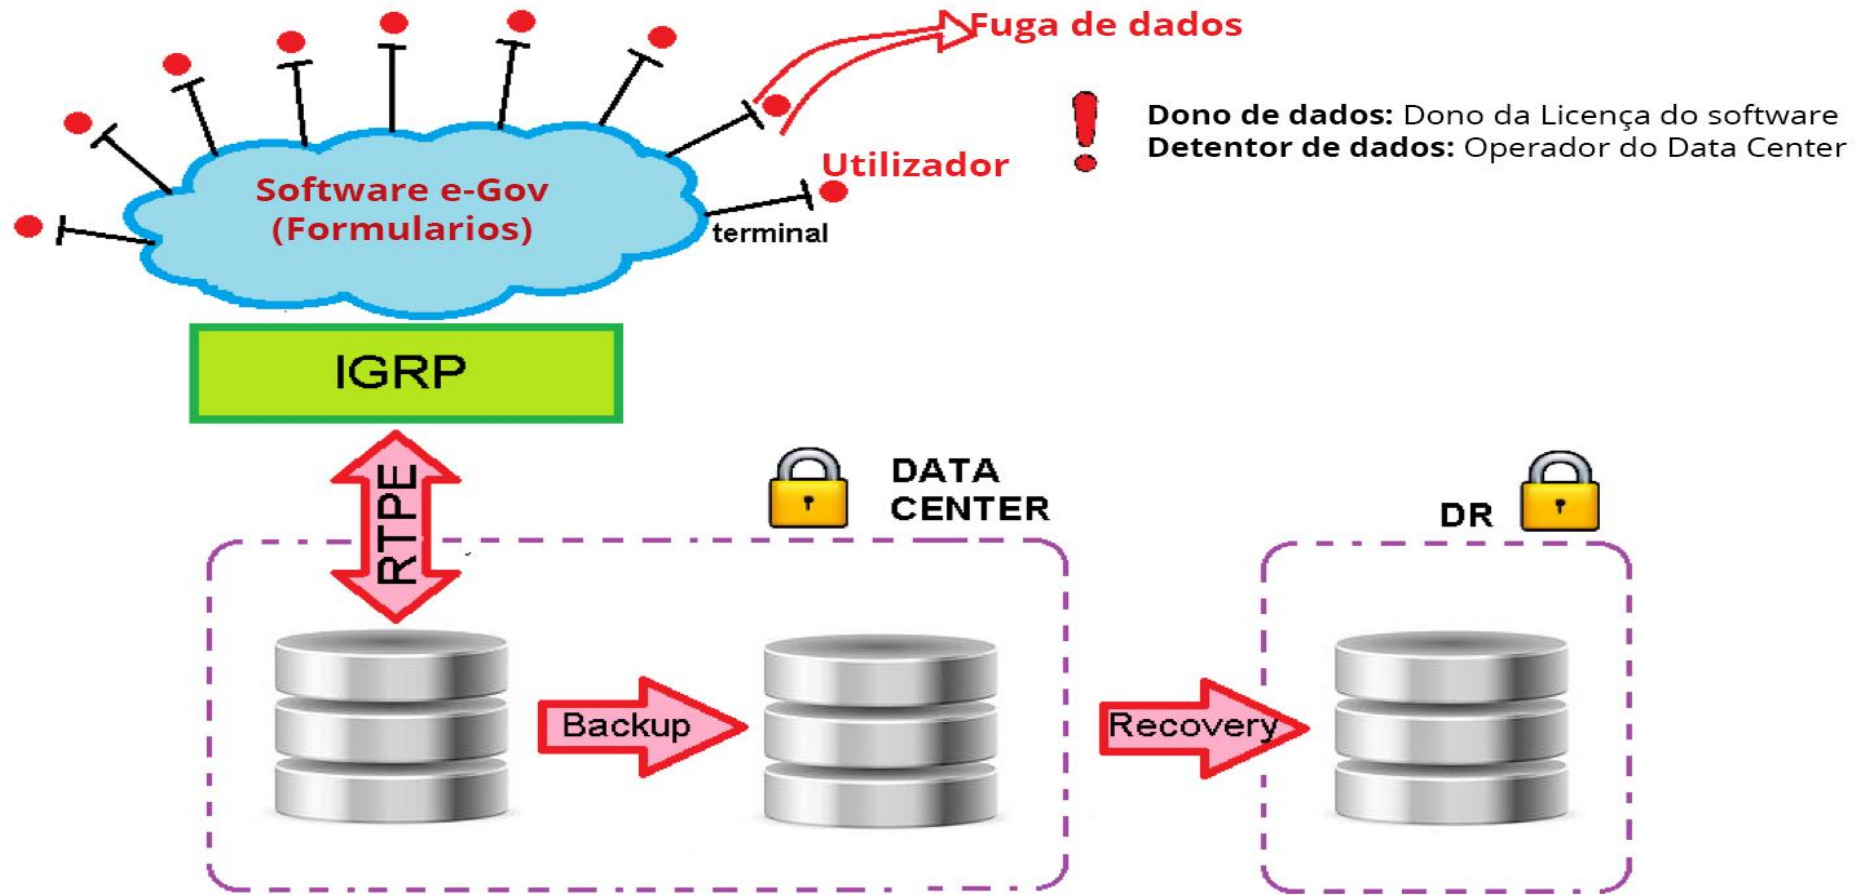 Fuga de dados
Dono de dados: Dono da Licença do software
Detentor de dados: Operador do Data Center
Utilizador
Software e-Gov
(Formularios)
terminal
IGRP
RTPE
DATA
CENTER
DR
Backup
Recovery